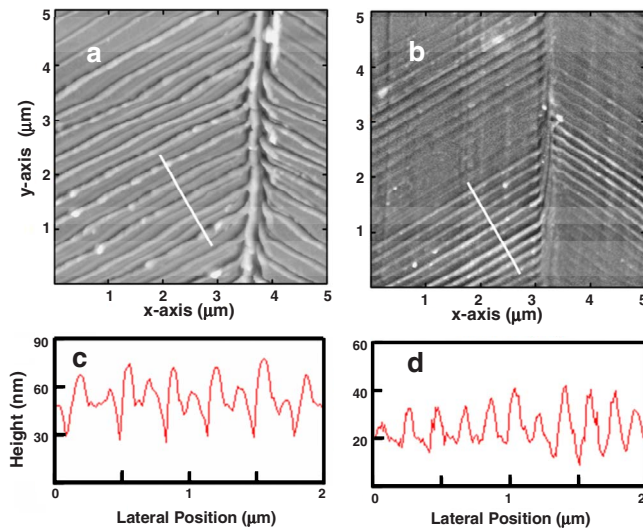 a
5
4
3
2
1
y-axis (μm)
1 2 3 4 5
x-axis (μm)
b
5
4
3
2
1
1 2 3 4 5
x-axis (μm)
c
90
60
30
Height (nm)
0 1 2
Lateral Position (μm)
d
60
40
20
0 1 2
Lateral Position (μm)